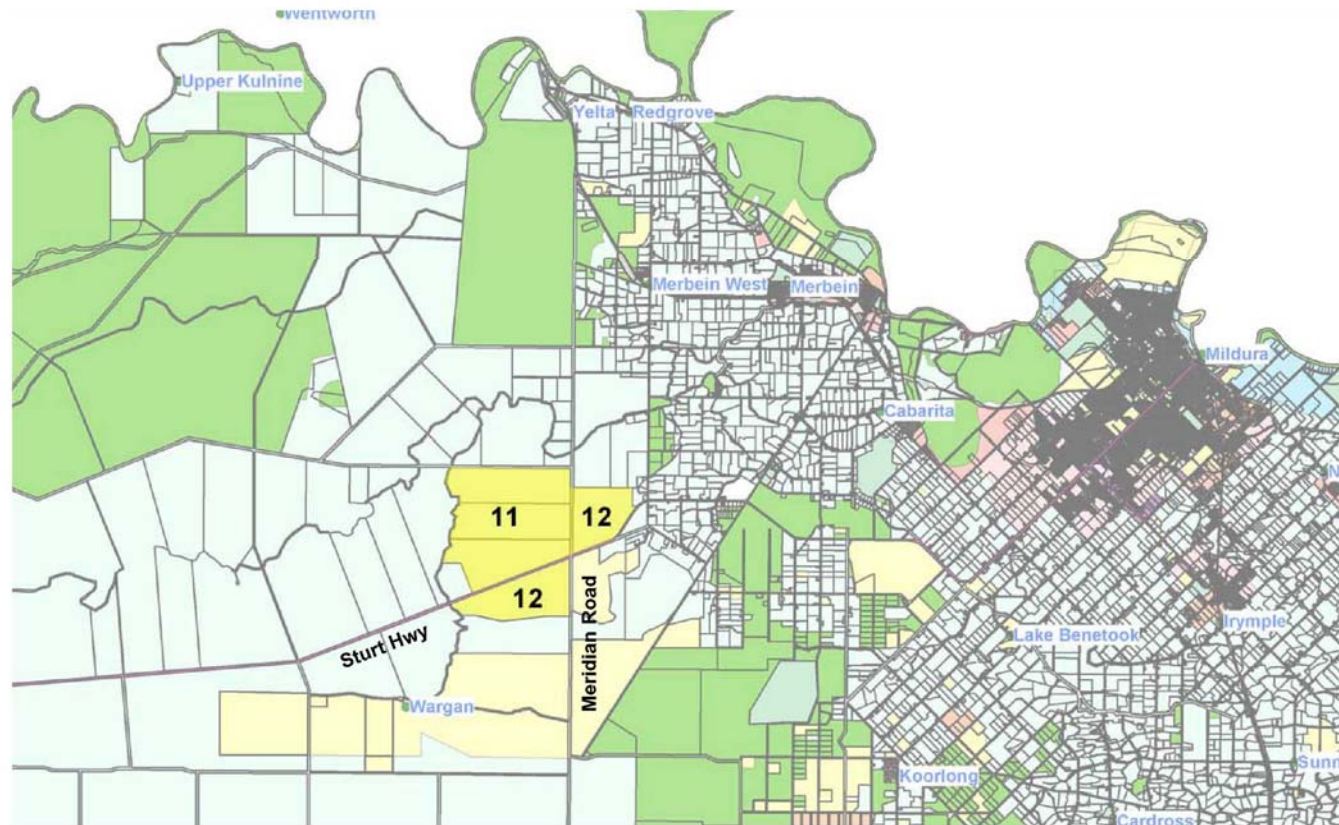 Wentworth
Upper Kulnine
Yelta
Redgrove
Merbein West
Merbein
Mildura
Cabarita
N
11
12
12
Sturt Hwy
Meridian Road
Irymple
Lake Benetook
Wargan
Koorlong
Sunn
Cardross